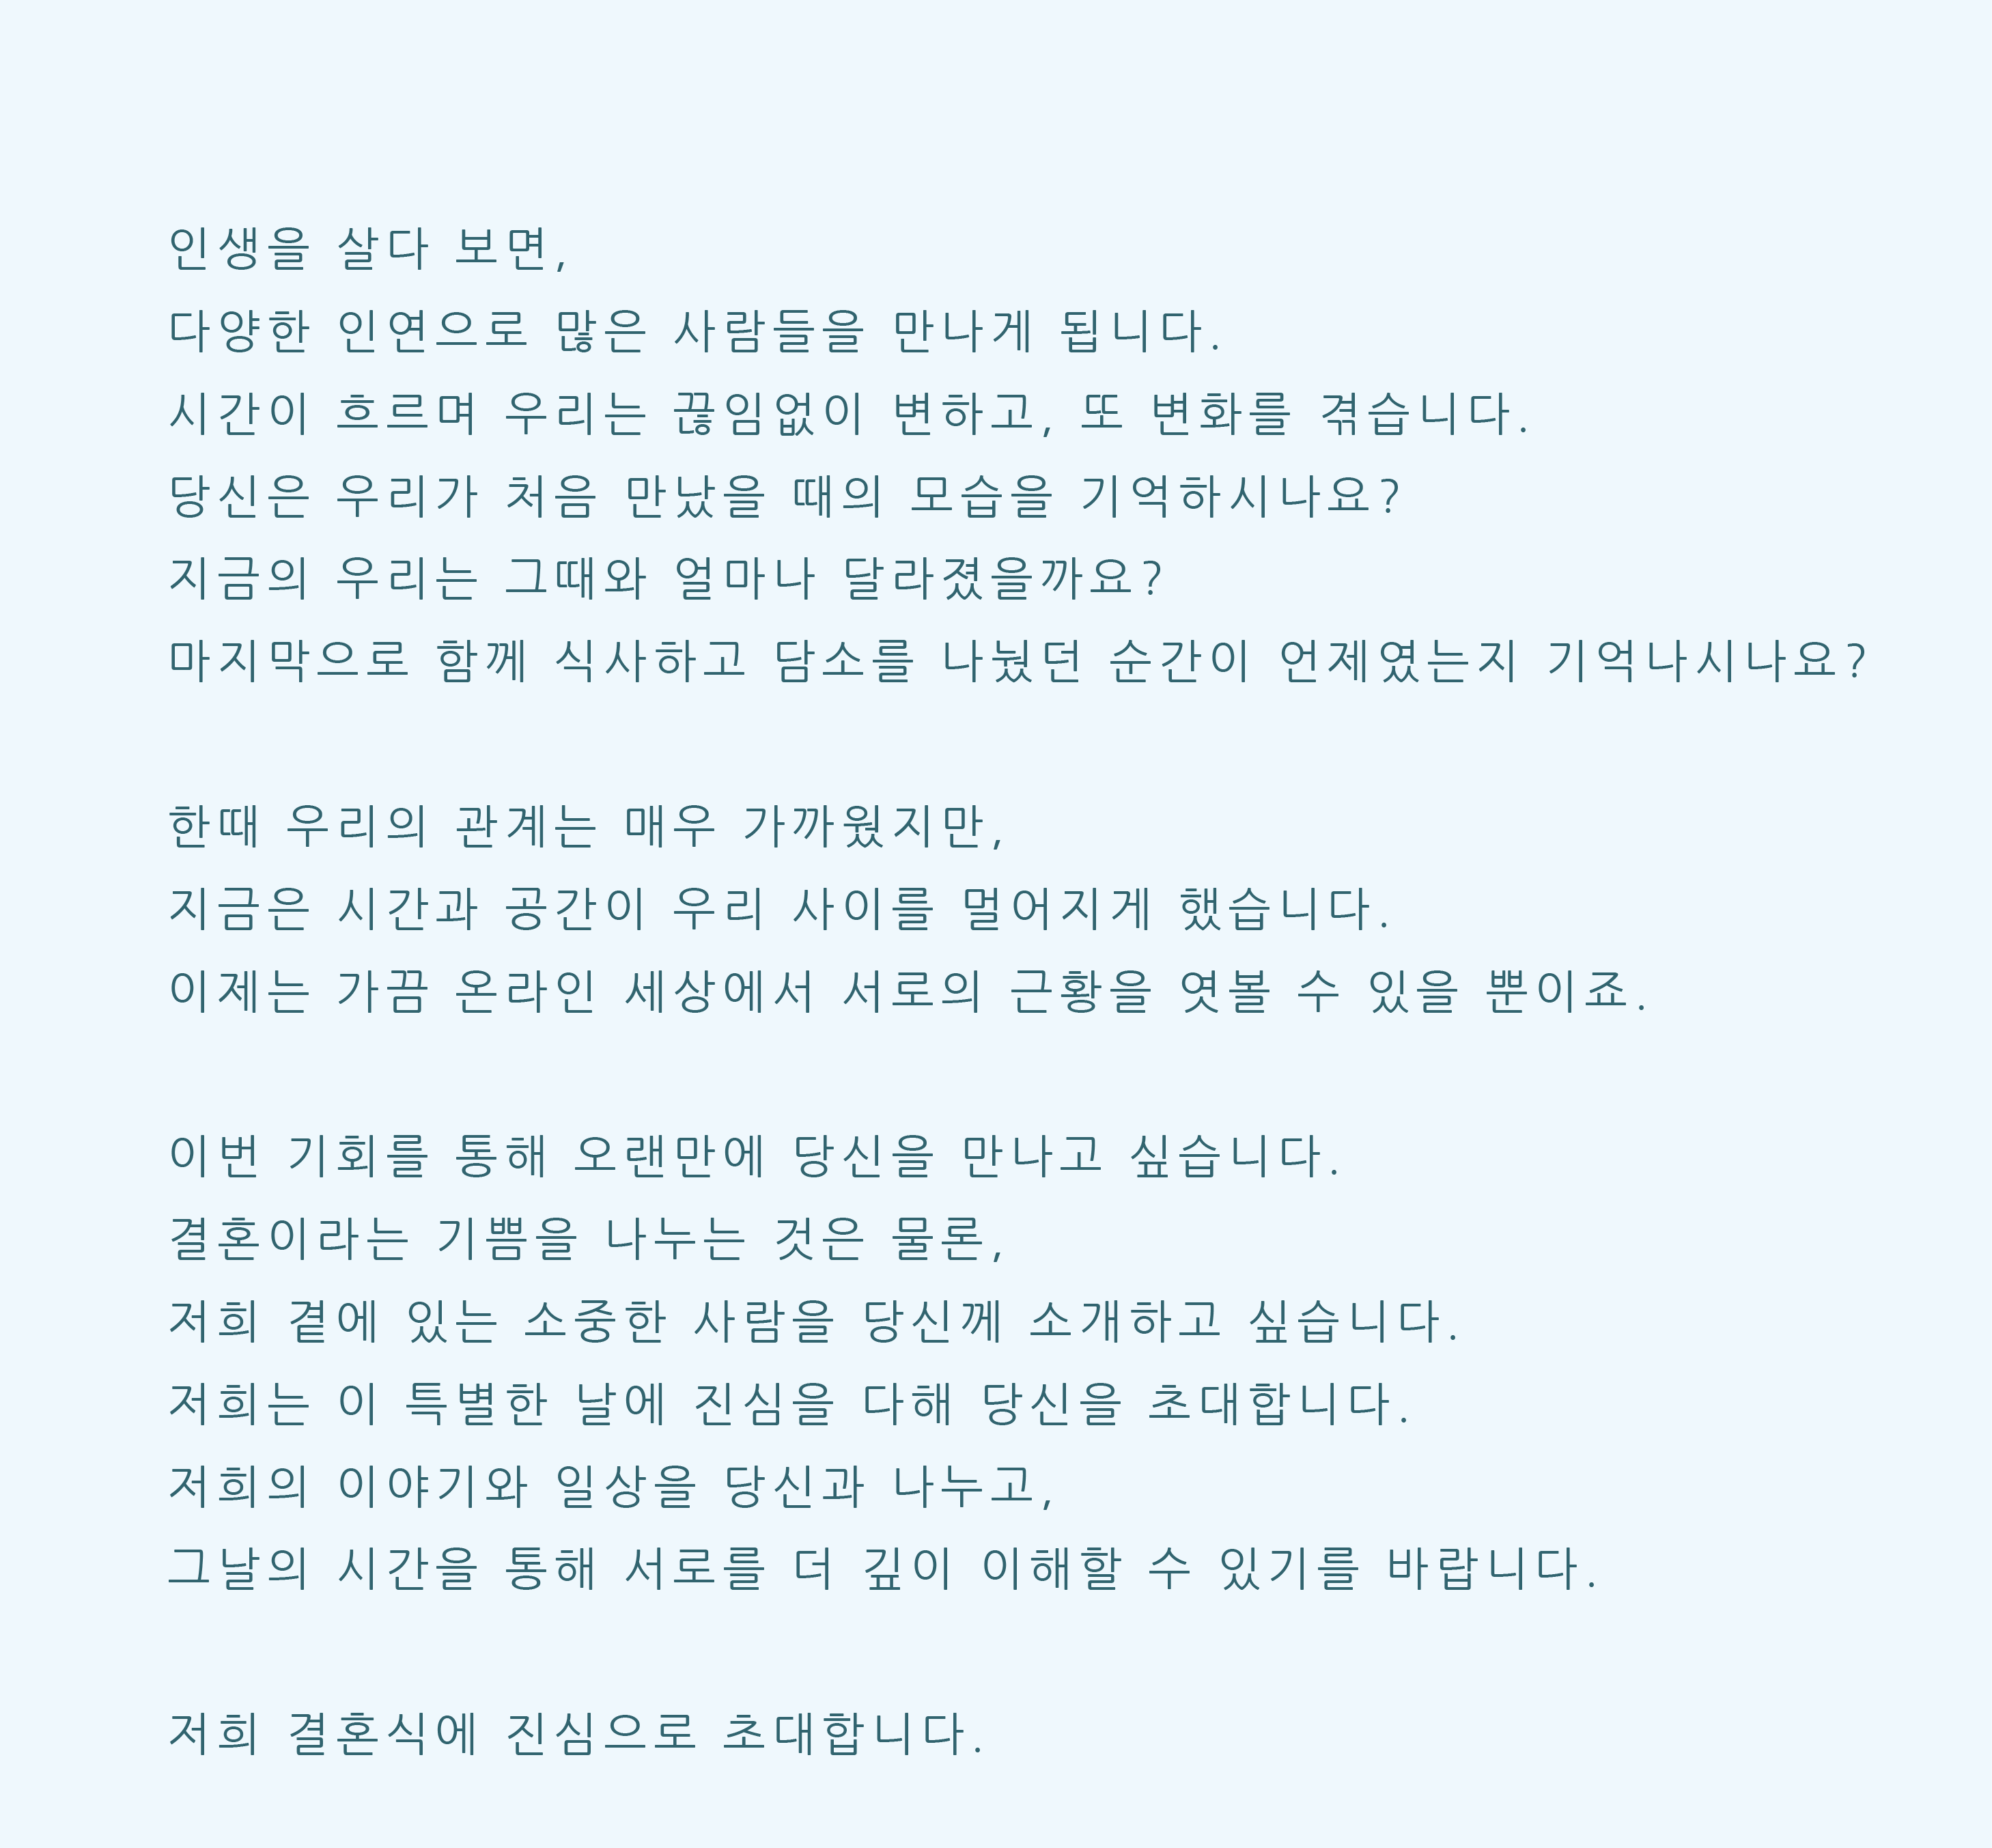 인생을 살다 보면,
다양한 인연으로 많은 사람들을 만나게 됩니다.
시간이 흐르며 우리는 끊임없이 변하고, 또 변화를 겪습니다.
당신은 우리가 처음 만났을 때의 모습을 기억하시나요?
지금의 우리는 그때와 얼마나 달라졌을까요?
마지막으로 함께 식사하고 담소를 나눴던 순간이 언제였는지 기억나시나요?
한때 우리의 관계는 매우 가까웠지만,
지금은 시간과 공간이 우리 사이를 멀어지게 했습니다.
이제는 가끔 온라인 세상에서 서로의 근황을 엿볼 수 있을 뿐이죠.
이번 기회를 통해 오랜만에 당신을 만나고 싶습니다.
결혼이라는 기쁨을 나누는 것은 물론,
저희 곁에 있는 소중한 사람을 당신께 소개하고 싶습니다.
저희는 이 특별한 날에 진심을 다해 당신을 초대합니다.
저희의 이야기와 일상을 당신과 나누고,
그날의 시간을 통해 서로를 더 깊이 이해할 수 있기를 바랍니다.
저희 결혼식에 진심으로 초대합니다.